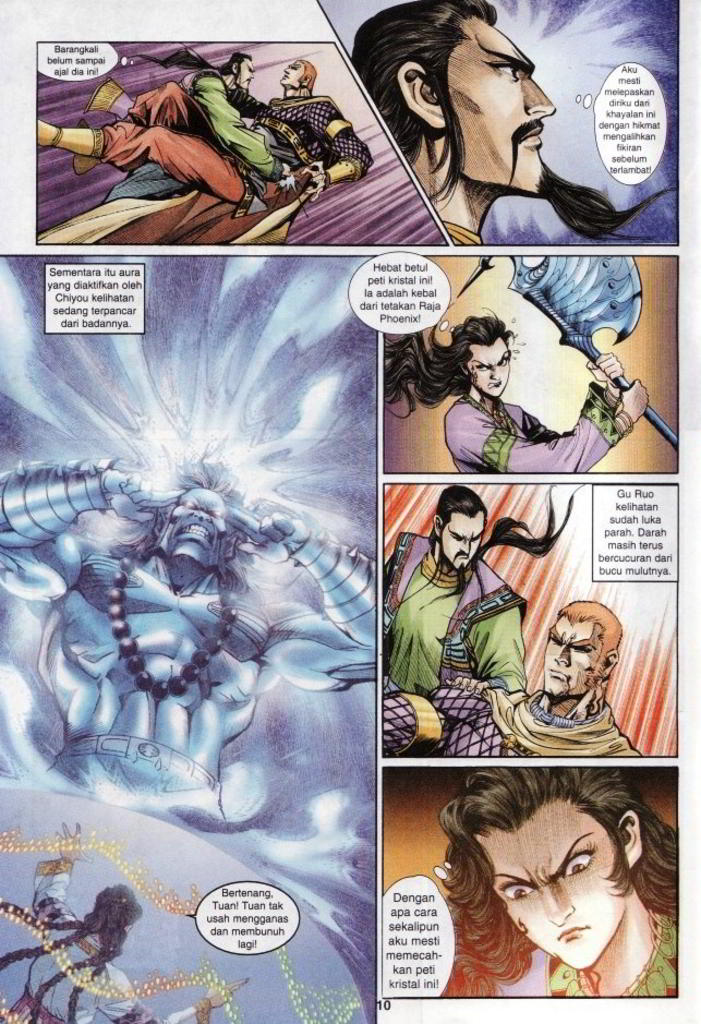 Barangkali
belum sampai
ajal dia ini!
Aku
mesti
melepaskan
diriku dari
khayalan ini
dengan hikmat
mengalihkan
fikiran
sebelum
terlambat!
Sementara itu aura
yang diaktifkan oleh
Chiyou kelihatan
sedang terpancar
dari badannya.
Hebat betul
peti kristal ini!
Ia adalah kebal
dari tetakan Raja
Phoenix!
Gu Ruo
kelihatan
sudah luka
parah. Darah
masih terus
bercucuran dari
bucu mulutnya.
Bertenang,
Tuan! Tuan tak
usah mengganas
dan membunuh
lagi!
Dengan
apa cara
sekalipun
aku mesti
memecah-
kan peti
kristal ini!
10